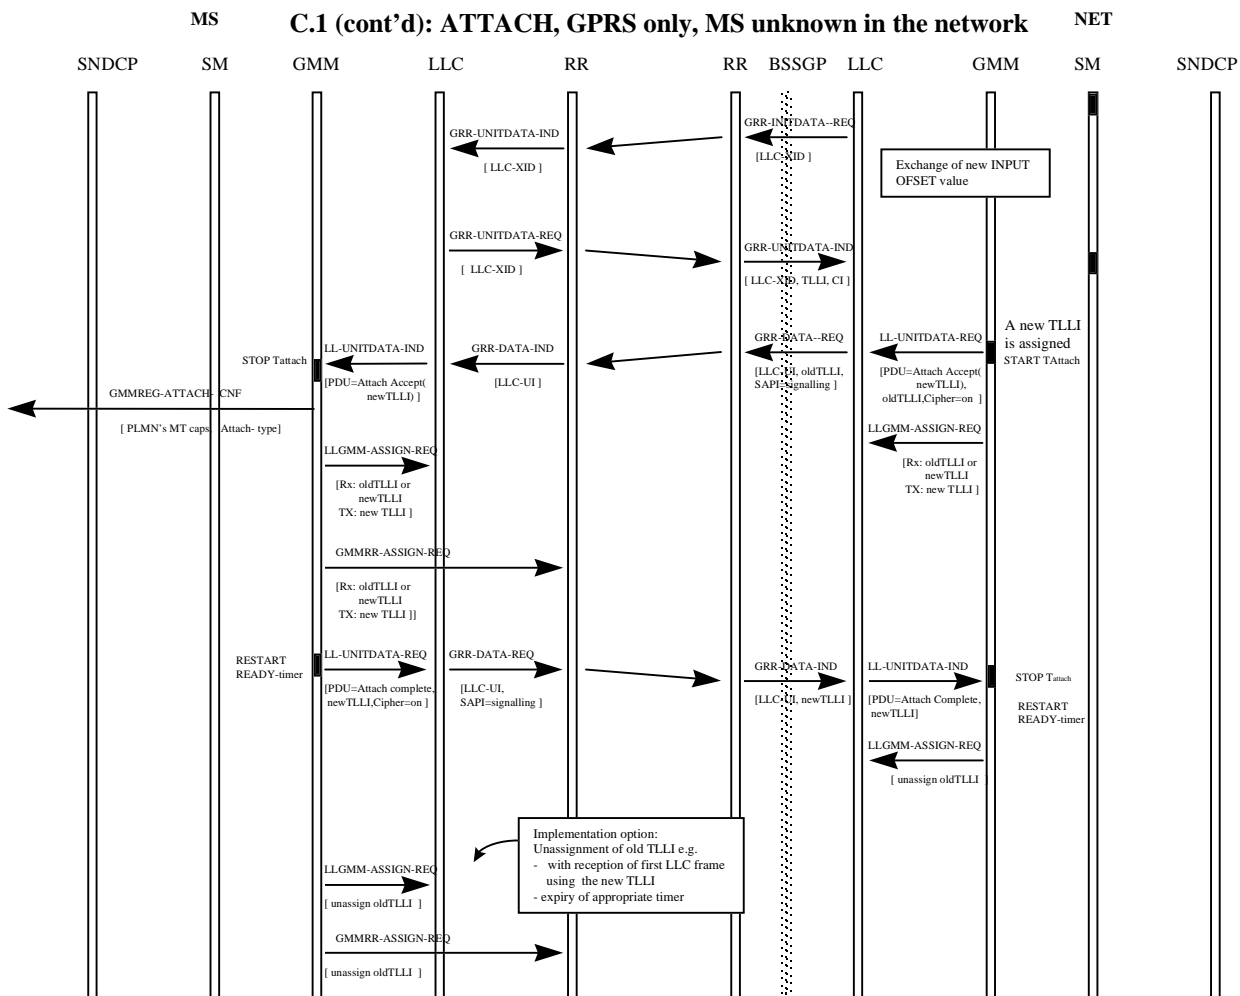 MS
C.1 (cont’d): ATTACH, GPRS only, MS unknown in the network
NET
SNDCP SM GMM LLC RR RR BSSGP LLC GMM SM SNDCP
GRR-UNITDATA-IND
[ LLC-XID ]
GRR-INITDATA--REQ
[LLC-XID ]
Exchange of new INPUT
OFSET value
GRR-UNITDATA-REQ
[ LLC-XID ]
GRR-UNITDATA-IND
[ LLC-XID, TLLI, CI ]
A new TLLI
is assigned
START TAttach
STOP Tattach
LL-UNITDATA-IND
[PDU=Attach Accept(
newTLLI) ]
GRR-DATA-IND
[LLC-UI ]
GRR-DATA--REQ
[LLC-UI, oldTLLI,
SAPI=signalling ]
LL-UNITDATA-REQ
[PDU=Attach Accept(
newTLLI),
oldTLLI,Cipher=on ]
GMMREG-ATTACH- CNF
[ PLMN’s MT caps, Attach- type]
LLGMM-ASSIGN-REQ
[Rx: oldTLLI or
newTLLI
TX: new TLLI ]
LLGMM-ASSIGN-REQ
[Rx: oldTLLI or
newTLLI
TX: new TLLI ]
GMMRR-ASSIGN-REQ
[Rx: oldTLLI or
newTLLI
TX: new TLLI ]]
RESTART
READY-timer
LL-UNITDATA-REQ
[PDU=Attach complete,
newTLLI,Cipher=on ]
GRR-DATA-REQ
[LLC-UI,
SAPI=signalling ]
GRR-DATA-IND
[LLC-UI, newTLLI ]
LL-UNITDATA-IND
[PDU=Attach Complete,
newTLLI]
STOP Tattach
RESTART
READY-timer
LLGMM-ASSIGN-REQ
[ unassign oldTLLI ]
Implementation option:
Unassignment of old TLLI e.g.
- with reception of first LLC frame
using the new TLLI
- expiry of appropriate timer
LLGMM-ASSIGN-REQ
[ unassign oldTLLI ]
GMMRR-ASSIGN-REQ
[ unassign oldTLLI ]